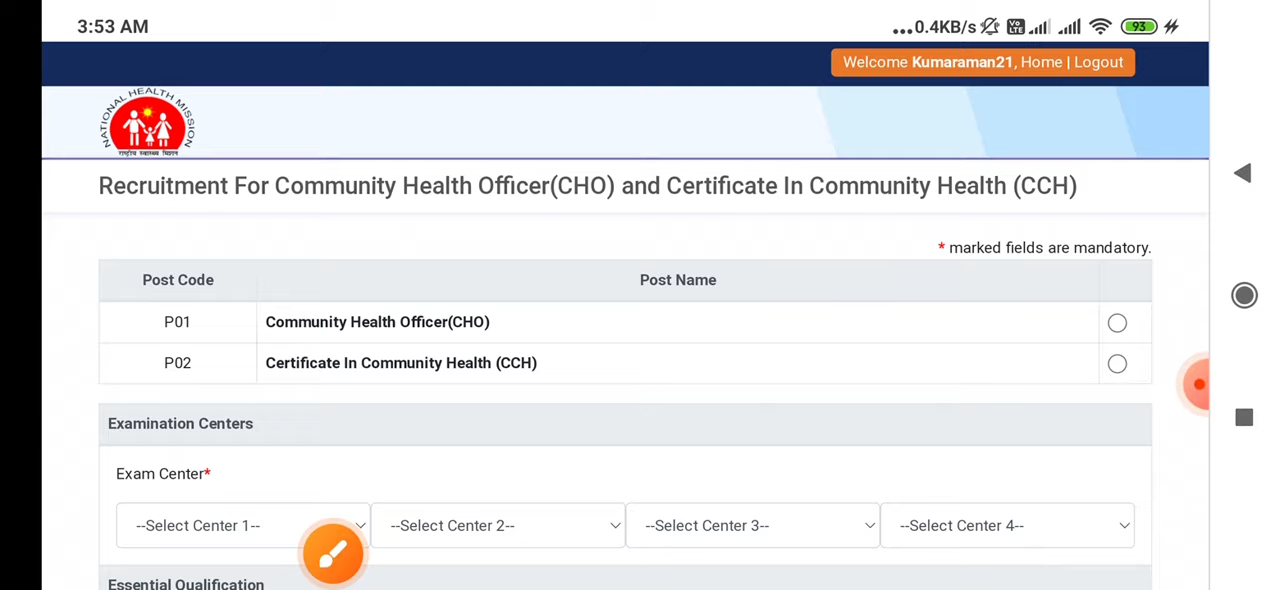 3:53 AM
...0.4KB/s Vo LTE 93
Welcome Kumaraman21, Home | Logout
NATIONAL HEALTH MISSION
राष्ट्रीय स्वास्थ्य मिशन
Recruitment For Community Health Officer(CHO) and Certificate In Community Health (CCH)
* marked fields are mandatory.
Post Code Post Name
P01 Community Health Officer(CHO)
P02 Certificate In Community Health (CCH)
Examination Centers
Exam Center*
--Select Center 1-- --Select Center 2-- --Select Center 3-- --Select Center 4--
Essential Qualification